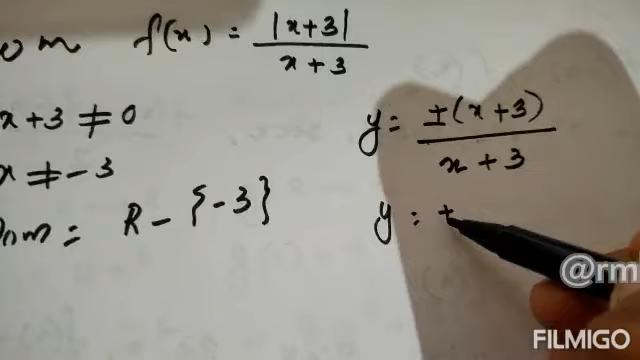 om f(x) = |x+3| / x+3
x + 3 ≠ 0
x ≠ -3
Dom = R - {-3}
y = ±(x+3) / x + 3
y = ±
@rm
FILMIGO